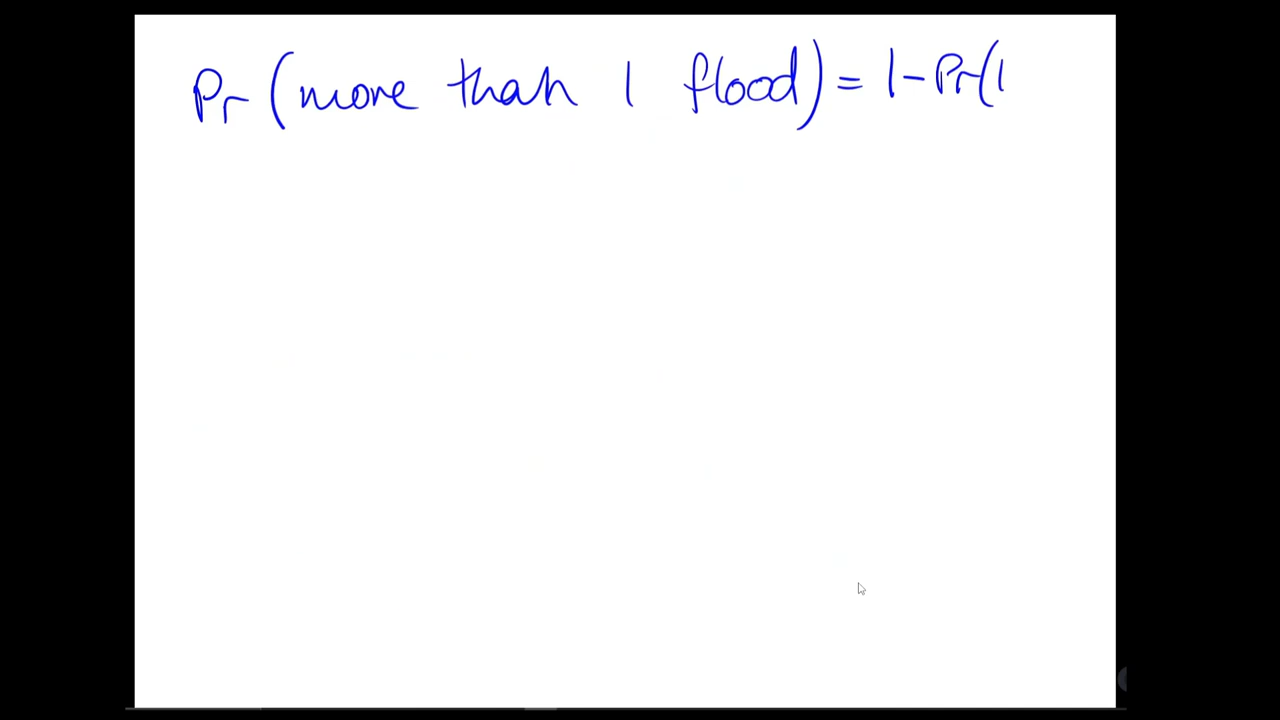 Pr (more than 1 flood) = 1 - Pr(1